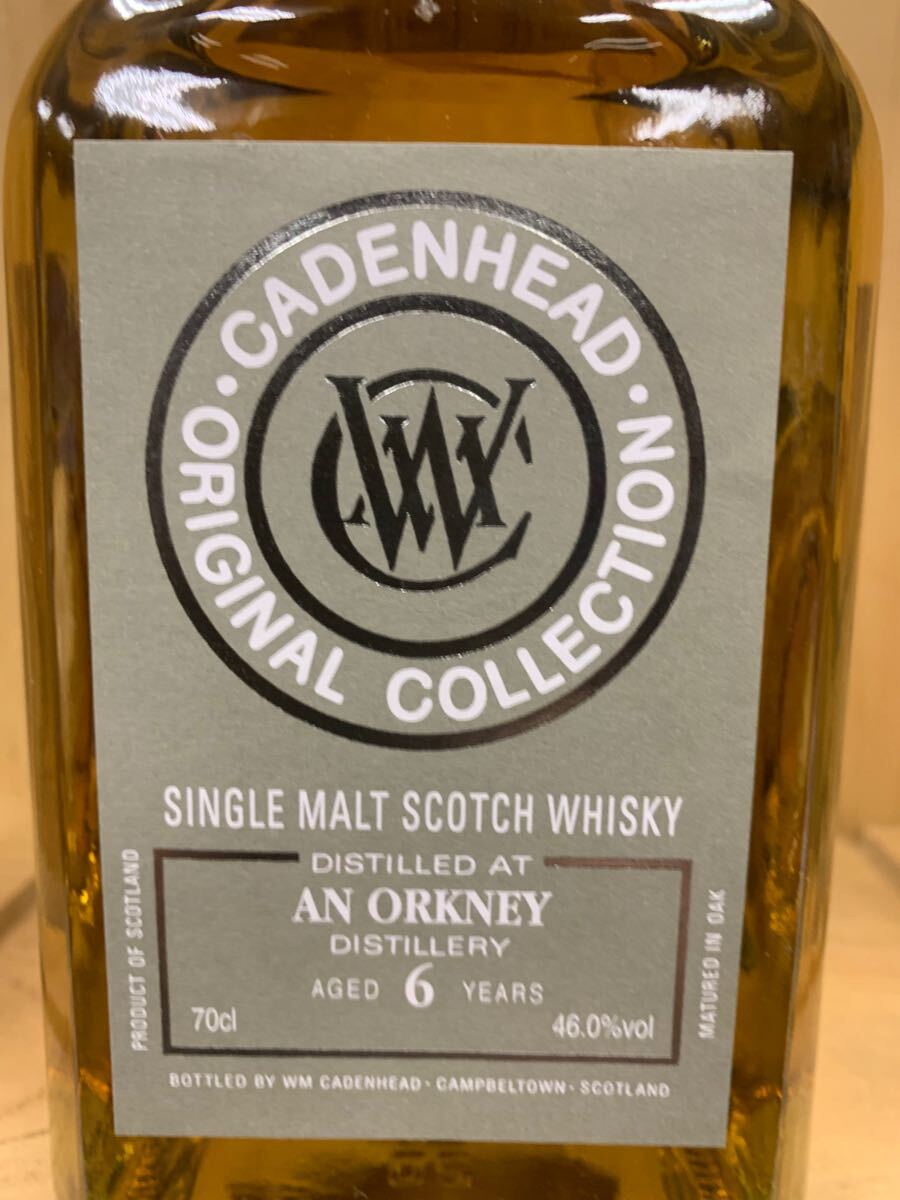 · CADENHEAD ·
ORIGINAL COLLECTION
WC
SINGLE MALT SCOTCH WHISKY
DISTILLED AT
AN ORKNEY
DISTILLERY
AGED 6 YEARS
70cl 46.0%vol
PRODUCT OF SCOTLAND
MATURED IN OAK
BOTTLED BY WM CADENHEAD · CAMPBELTOWN · SCOTLAND